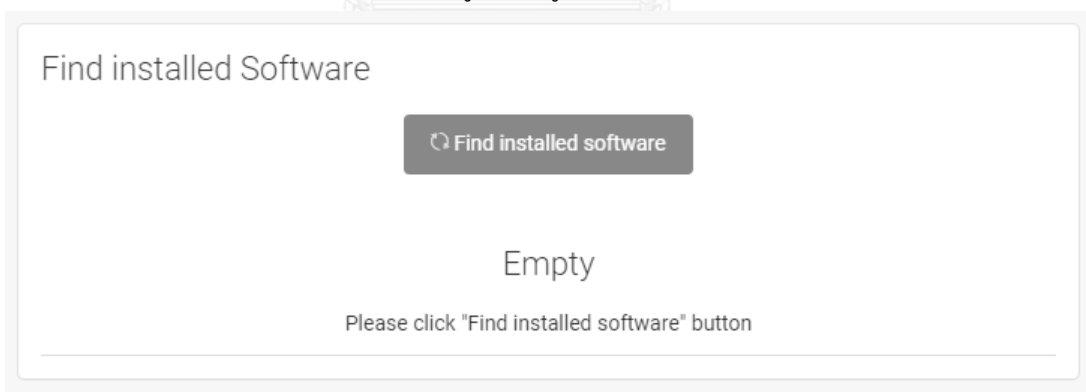 Find installed Software
Find installed software
Empty
Please click "Find installed software" button